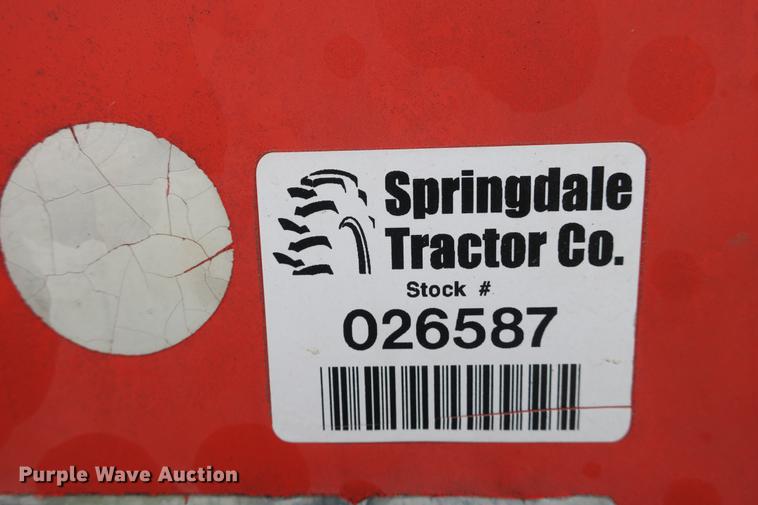 Springdale
Tractor Co.
Stock #
026587
Purple Wave Auction